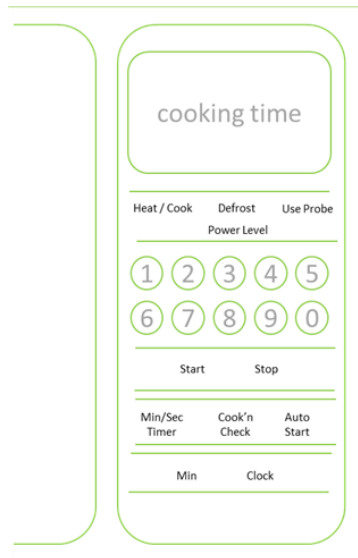 cooking time
Heat / Cook Defrost Use Probe
Power Level
1 2 3 4 5
6 7 8 9 0
Start Stop
Min/Sec Cook'n Auto
Timer Check Start
Min Clock